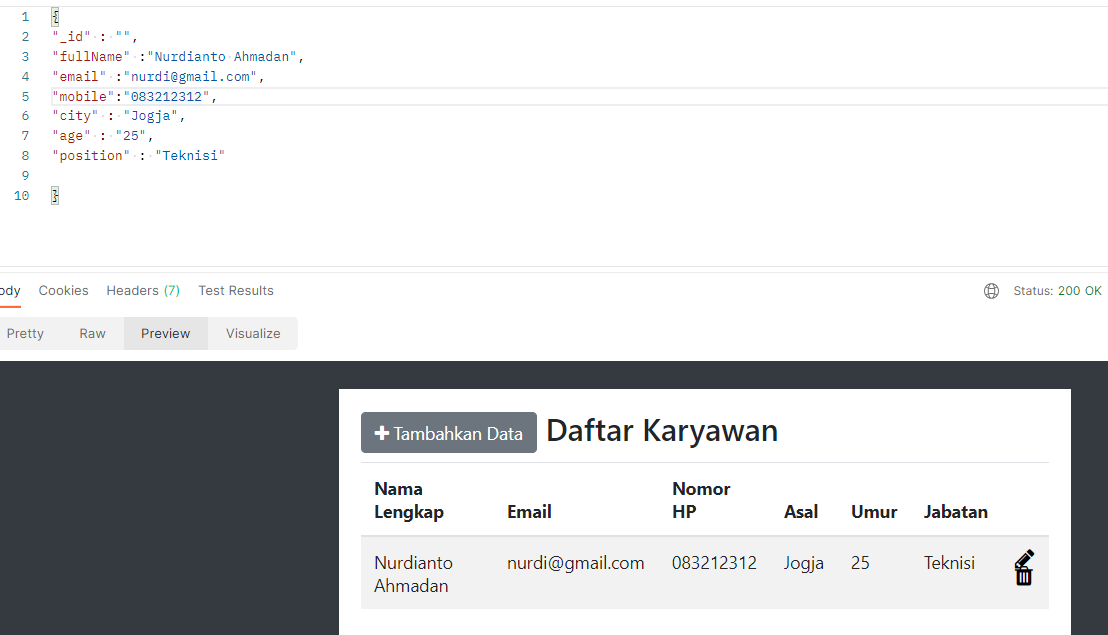 1 {
2 "_id" : "",
3 "fullName" :"Nurdianto Ahmadan",
4 "email" :"nurdi@gmail.com",
5 "mobile":"083212312",
6 "city" : "Jogja",
7 "age" : "25",
8 "position" : "Teknisi"
9
10 }
ody Cookies Headers (7) Test Results Status: 200 OK
Pretty Raw Preview Visualize
Tambahkan Data Daftar Karyawan
Nama Lengkap Email Nomor HP Asal Umur Jabatan
Nurdianto Ahmadan nurdi@gmail.com 083212312 Jogja 25 Teknisi